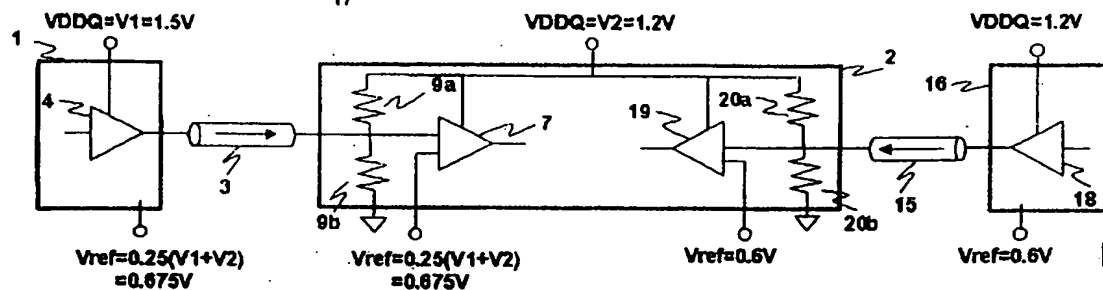 17
VDDQ=V1=1.5V
VDDQ=V2=1.2V
VDDQ=1.2V
1
2
9a
20a
16
4
19
7
3
15
18
9b
20b
Vref=0.25(V1+V2)
=0.675V
Vref=0.25(V1+V2)
=0.675V
Vref=0.6V
Vref=0.6V